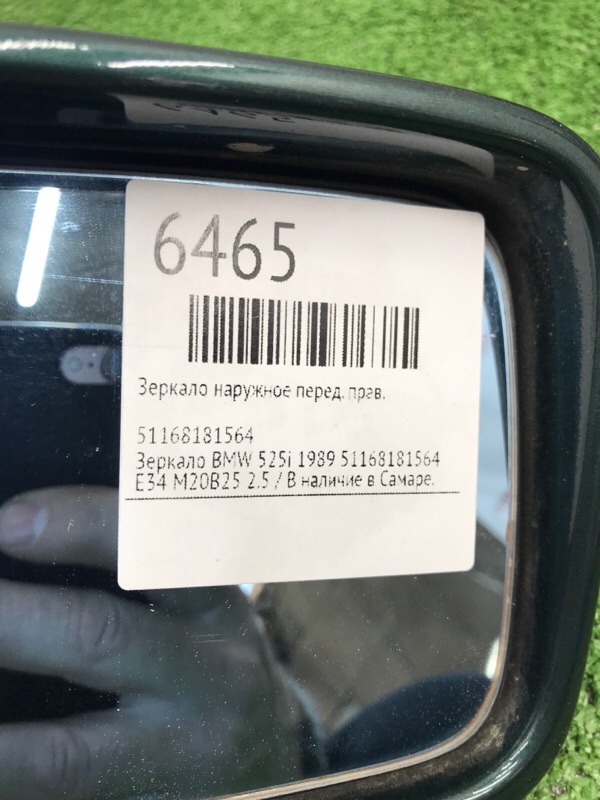 6465
Зеркало наружное перед. прав.
51168181564
Зеркало BMW 525i 1989 51168181564
E34 M20B25 2.5 / В наличие в Самаре.